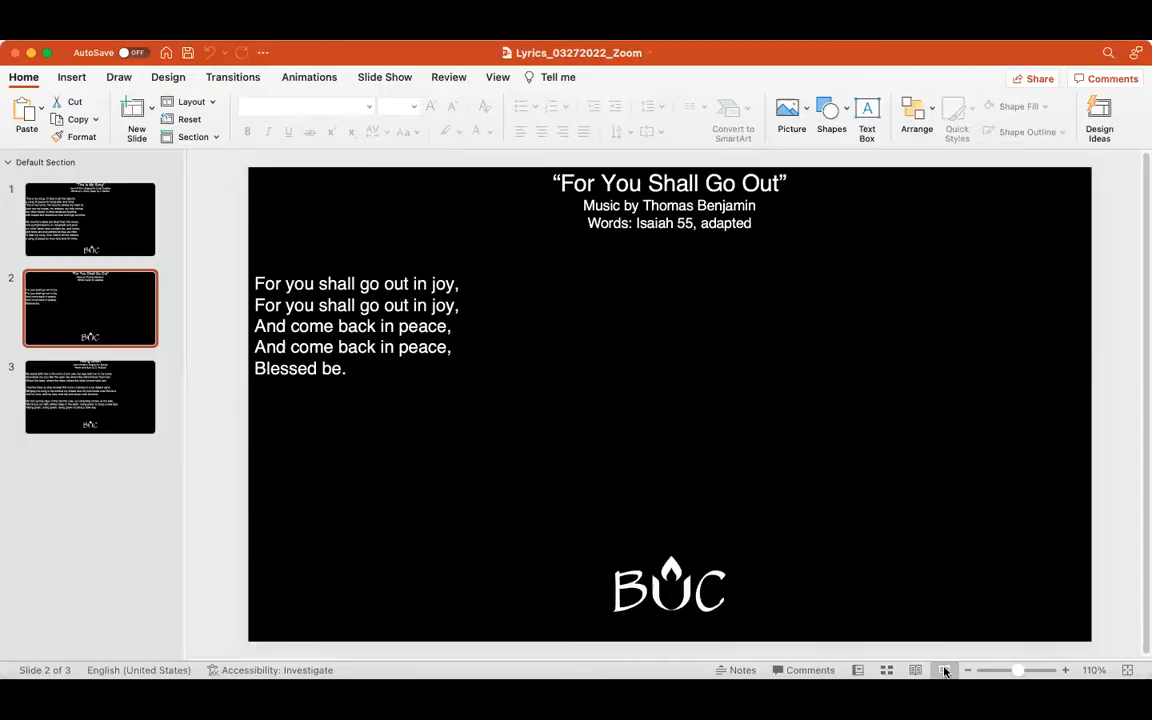 AutoSave OFF
Lyrics_03272022_Zoom
Home Insert Draw Design Transitions Animations Slide Show Review View Tell me
Share Comments
Paste
Cut
Copy
Format
New Slide
Layout
Reset
Section
Convert to SmartArt
Picture
Shapes
Text Box
Arrange
Quick Styles
Shape Fill
Shape Outline
Design Ideas
Default Section
1
2
3
“For You Shall Go Out”
Music by Thomas Benjamin
Words: Isaiah 55, adapted
For you shall go out in joy,
For you shall go out in joy,
And come back in peace,
And come back in peace,
Blessed be.
BUC
Slide 2 of 3 English (United States) Accessibility: Investigate Notes Comments 110%